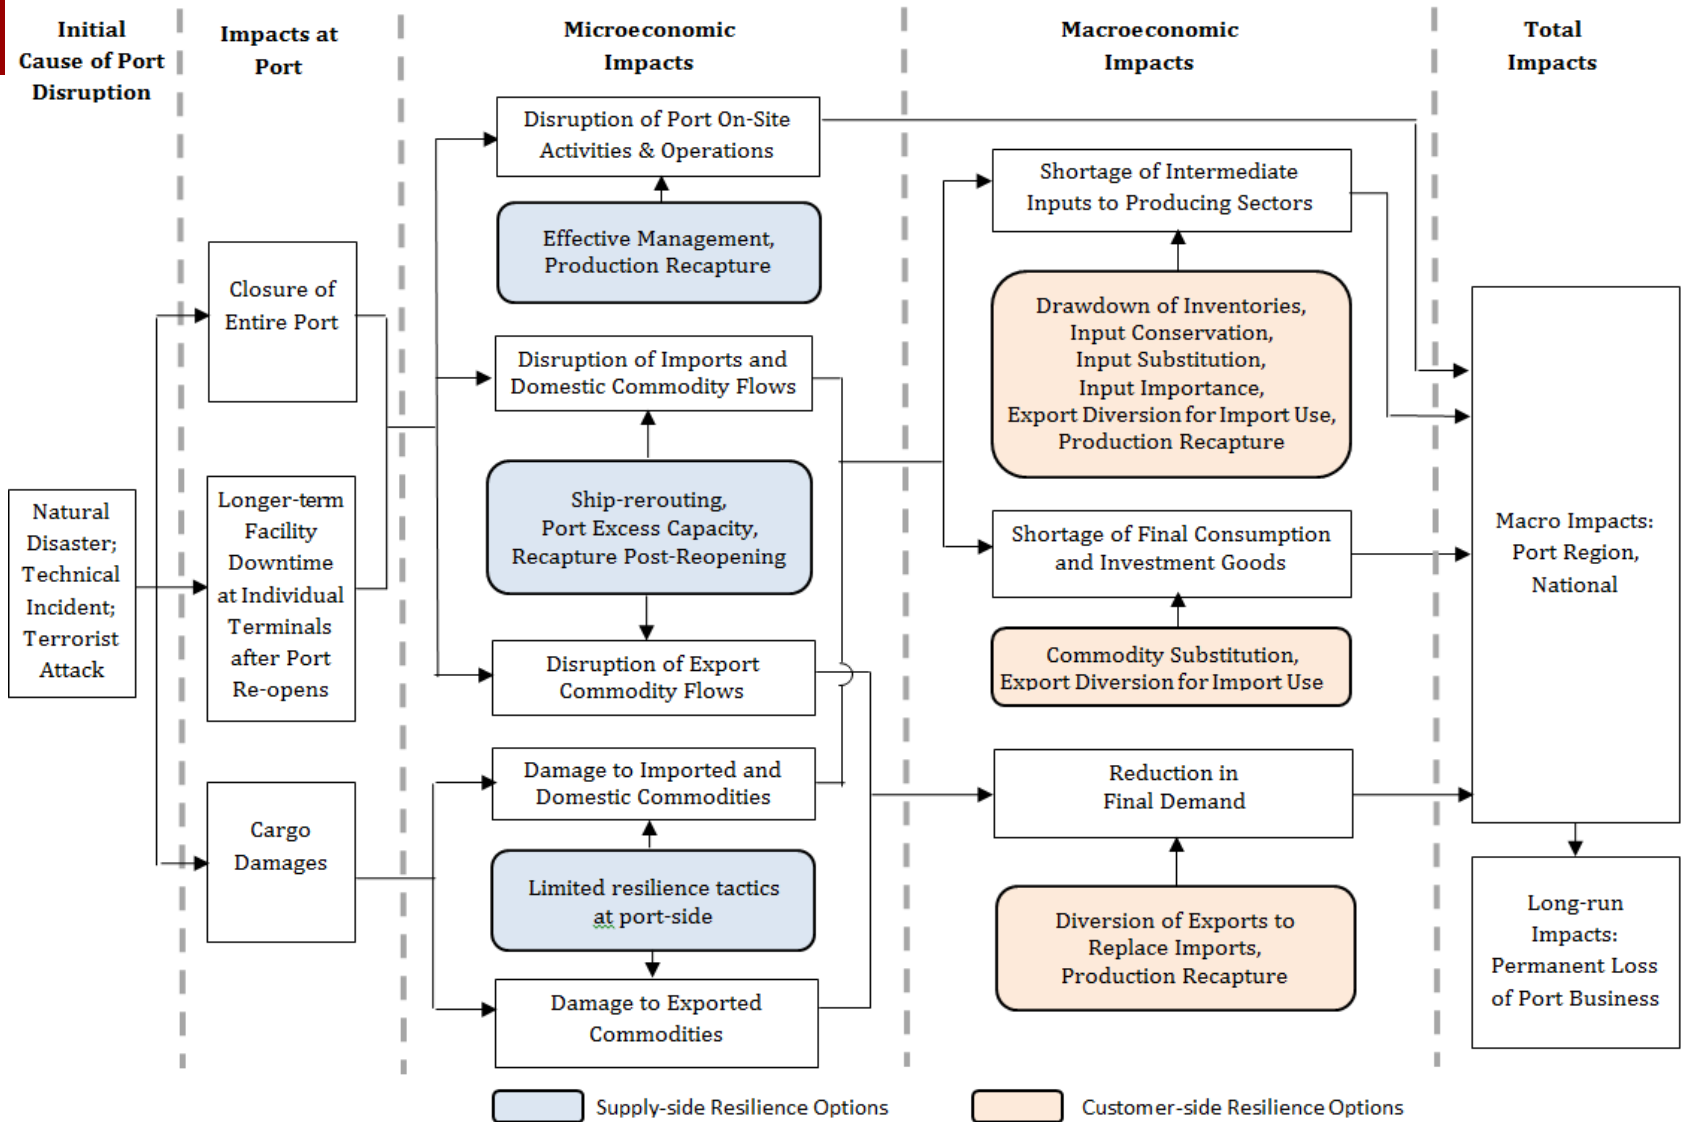 Initial
Cause of Port
Disruption
Impacts at
Port
Microeconomic
Impacts
Macroeconomic
Impacts
Total
Impacts
Natural
Disaster;
Technical
Incident;
Terrorist
Attack
Closure of
Entire Port
Longer-term
Facility
Downtime
at Individual
Terminals
after Port
Re-opens
Cargo
Damages
Disruption of Port On-Site
Activities & Operations
Effective Management,
Production Recapture
Disruption of Imports and
Domestic Commodity Flows
Ship-rerouting,
Port Excess Capacity,
Recapture Post-Reopening
Disruption of Export
Commodity Flows
Damage to Imported and
Domestic Commodities
Limited resilience tactics
at port-side
Damage to Exported
Commodities
Shortage of Intermediate
Inputs to Producing Sectors
Drawdown of Inventories,
Input Conservation,
Input Substitution,
Input Importance,
Export Diversion for Import Use,
Production Recapture
Shortage of Final Consumption
and Investment Goods
Commodity Substitution,
Export Diversion for Import Use
Reduction in
Final Demand
Diversion of Exports to
Replace Imports,
Production Recapture
Macro Impacts:
Port Region,
National
Long-run
Impacts:
Permanent Loss
of Port Business
Supply-side Resilience Options
Customer-side Resilience Options